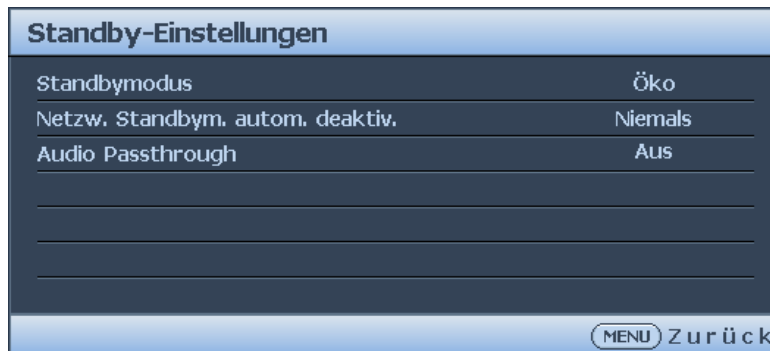 Standby-Einstellungen
Standbymodus Öko
Netzw. Standbym. autom. deaktiv. Niemals
Audio Passthrough Aus
MENU Zurück